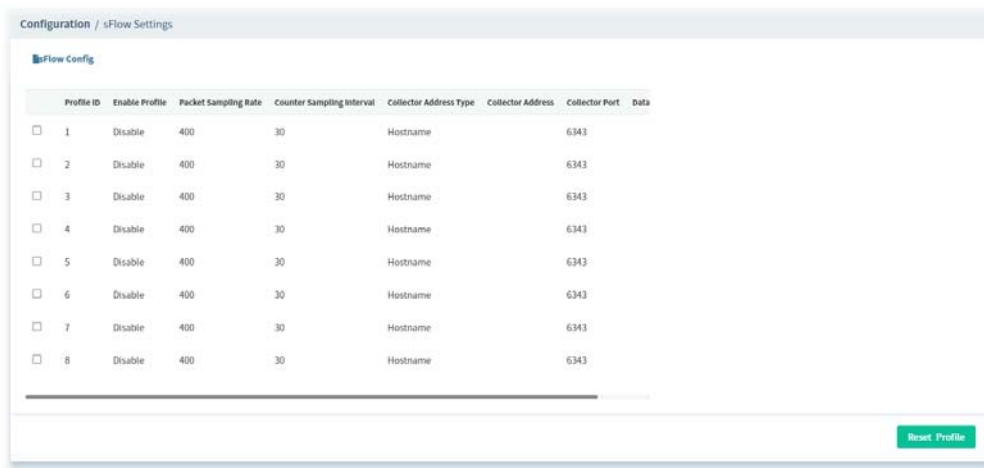 Configuration / sFlow Settings
sFlow Config
Profile ID Enable Profile Packet Sampling Rate Counter Sampling Interval Collector Address Type Collector Address Collector Port Data
1 Disable 400 30 Hostname 6343
2 Disable 400 30 Hostname 6343
3 Disable 400 30 Hostname 6343
4 Disable 400 30 Hostname 6343
5 Disable 400 30 Hostname 6343
6 Disable 400 30 Hostname 6343
7 Disable 400 30 Hostname 6343
8 Disable 400 30 Hostname 6343
Reset Profile